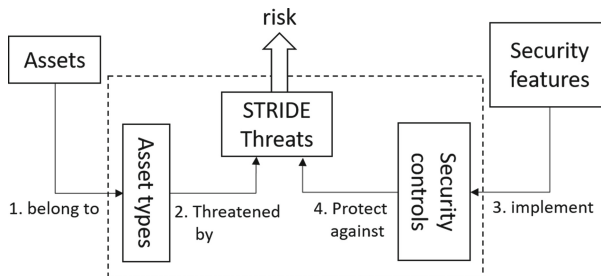 risk
Assets
Security
features
STRIDE
Threats
Asset types
Security
controls
1. belong to
2. Threatened
by
4. Protect
against
3. implement